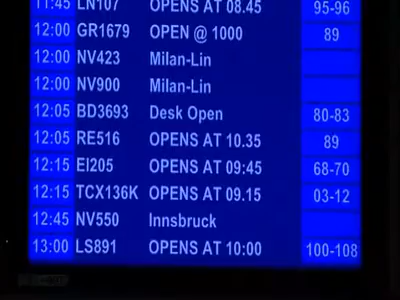 11:45 LN107 OPENS AT 08.45 95-96
12:00 GR1679 OPEN @ 1000 89
12:00 NV423 Milan-Lin
12:00 NV900 Milan-Lin
12:05 BD3693 Desk Open 80-83
12:05 RE516 OPENS AT 10.35 89
12:15 EI205 OPENS AT 09:45 68-70
12:15 TCX136K OPENS AT 09.15 03-12
12:45 NV550 Innsbruck
13:00 LS891 OPENS AT 10:00 100-108